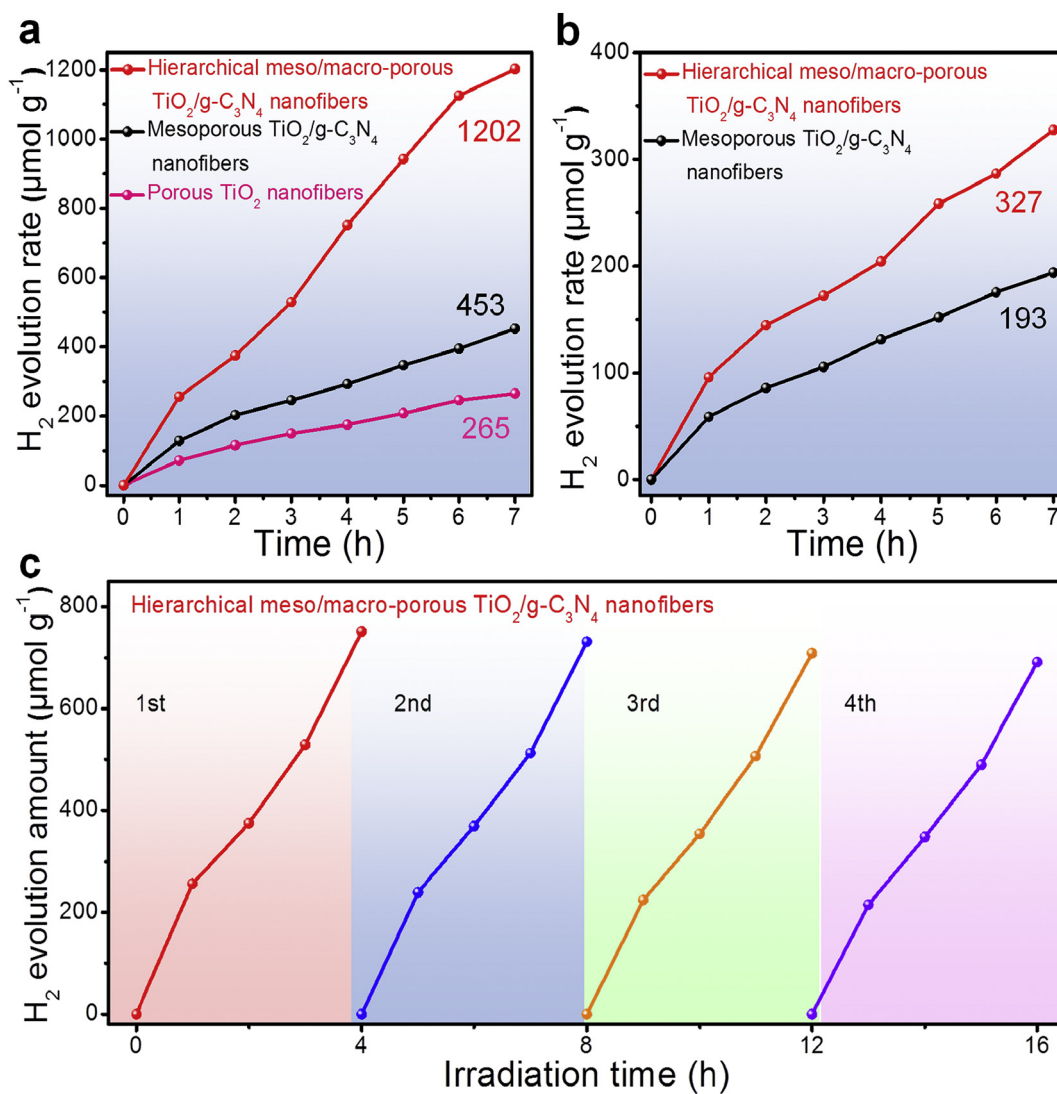 a
H₂ evolution rate (μmol g⁻¹)
1200
1000
800
600
400
200
0
Hierarchical meso/macro-porous
TiO₂/g-C₃N₄ nanofibers
Mesoporous TiO₂/g-C₃N₄
nanofibers
Porous TiO₂ nanofibers
1202
453
265
0 1 2 3 4 5 6 7
Time (h)
b
H₂ evolution rate (μmol g⁻¹)
400
300
200
100
0
Hierarchical meso/macro-porous
TiO₂/g-C₃N₄ nanofibers
Mesoporous TiO₂/g-C₃N₄
nanofibers
327
193
0 1 2 3 4 5 6 7
Time (h)
c
H₂ evolution amount (μmol g⁻¹)
800
600
400
200
0
Hierarchical meso/macro-porous TiO₂/g-C₃N₄ nanofibers
1st 2nd 3rd 4th
0 4 8 12 16
Irradiation time (h)